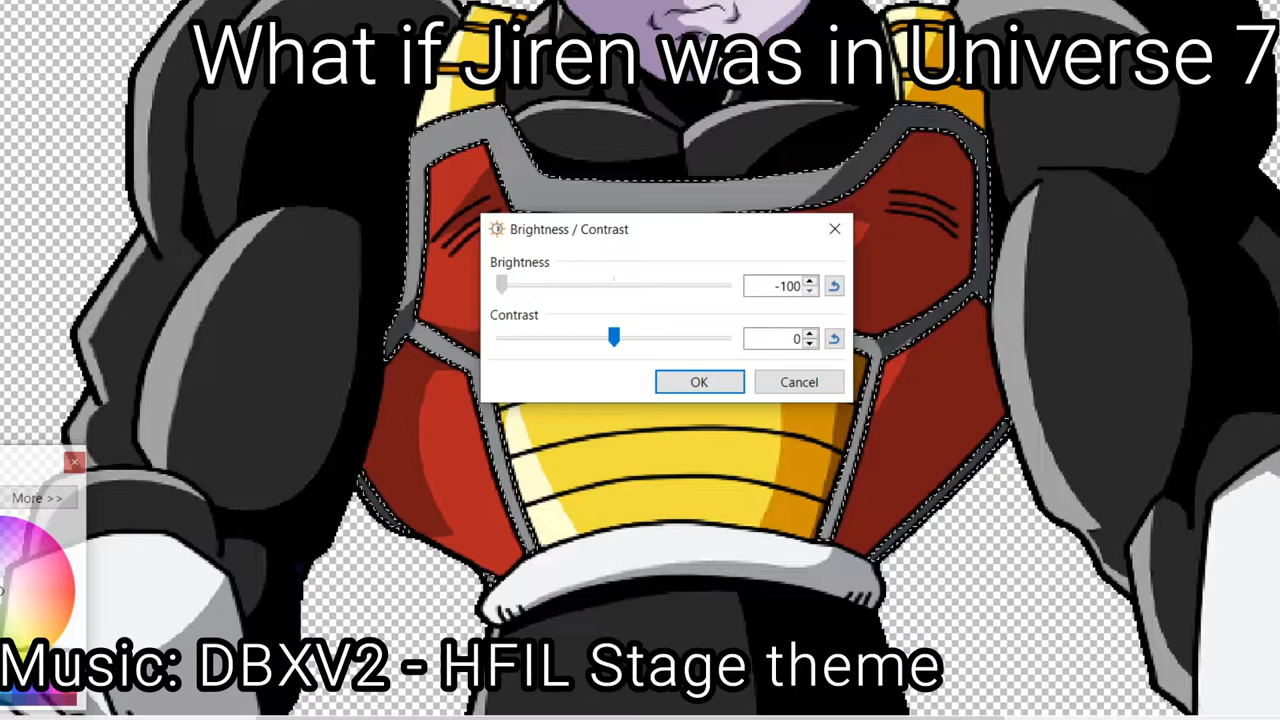 What if Jiren was in Universe 7
Brightness / Contrast
Brightness
-100
Contrast
0
OK
Cancel
More >>
Music: DBXV2 - HFIL Stage theme